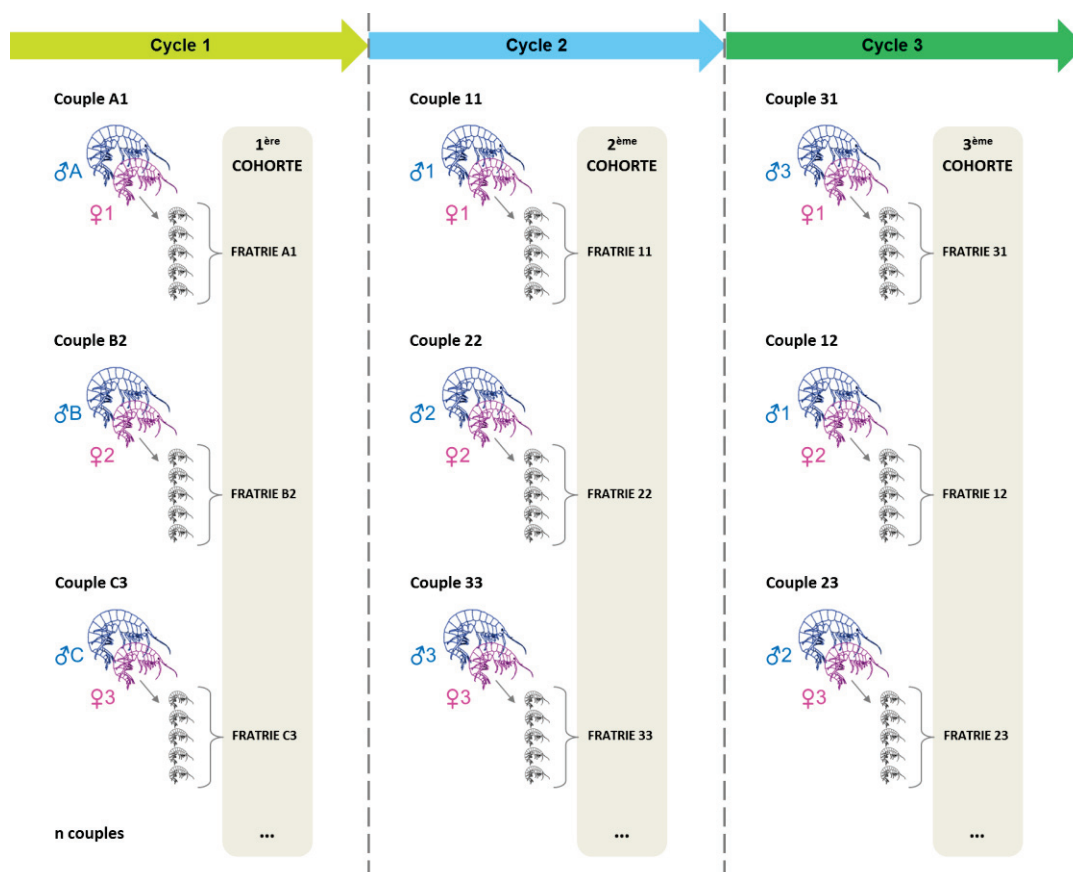 Cycle 1
Cycle 2
Cycle 3
Couple A1
1ère
COHORTE
♂A
♀1
FRATRIE A1
Couple B2
♂B
♀2
FRATRIE B2
Couple C3
♂C
♀3
FRATRIE C3
n couples
...
Couple 11
2ème
COHORTE
♂1
♀1
FRATRIE 11
Couple 22
♂2
♀2
FRATRIE 22
Couple 33
♂3
♀3
FRATRIE 33
...
Couple 31
3ème
COHORTE
♂3
♀1
FRATRIE 31
Couple 12
♂1
♀2
FRATRIE 12
Couple 23
♂2
♀3
FRATRIE 23
...